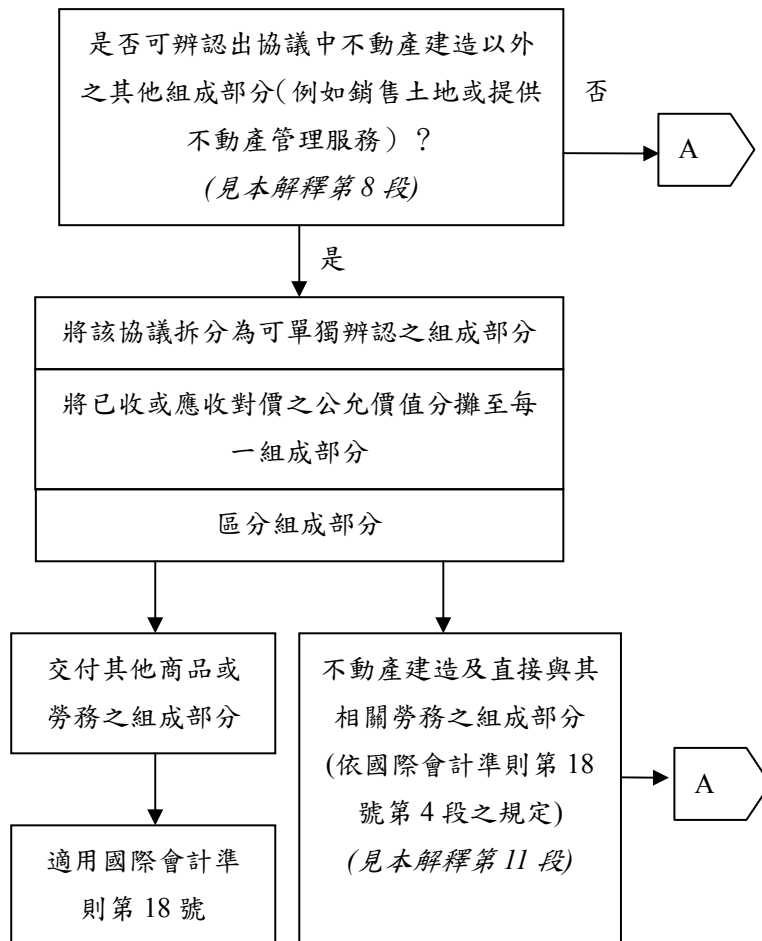 是否可辨認出協議中不動產建造以外
之其他組成部分(例如銷售土地或提供
不動產管理服務）？
(見本解釋第 8 段)
否
A
是
將該協議拆分為可單獨辨認之組成部分
將已收或應收對價之公允價值分攤至每
一組成部分
區分組成部分
交付其他商品或
勞務之組成部分
不動產建造及直接與其
相關勞務之組成部分
(依國際會計準則第 18
號第 4 段之規定)
(見本解釋第 11 段)
A
適用國際會計準
則第 18 號